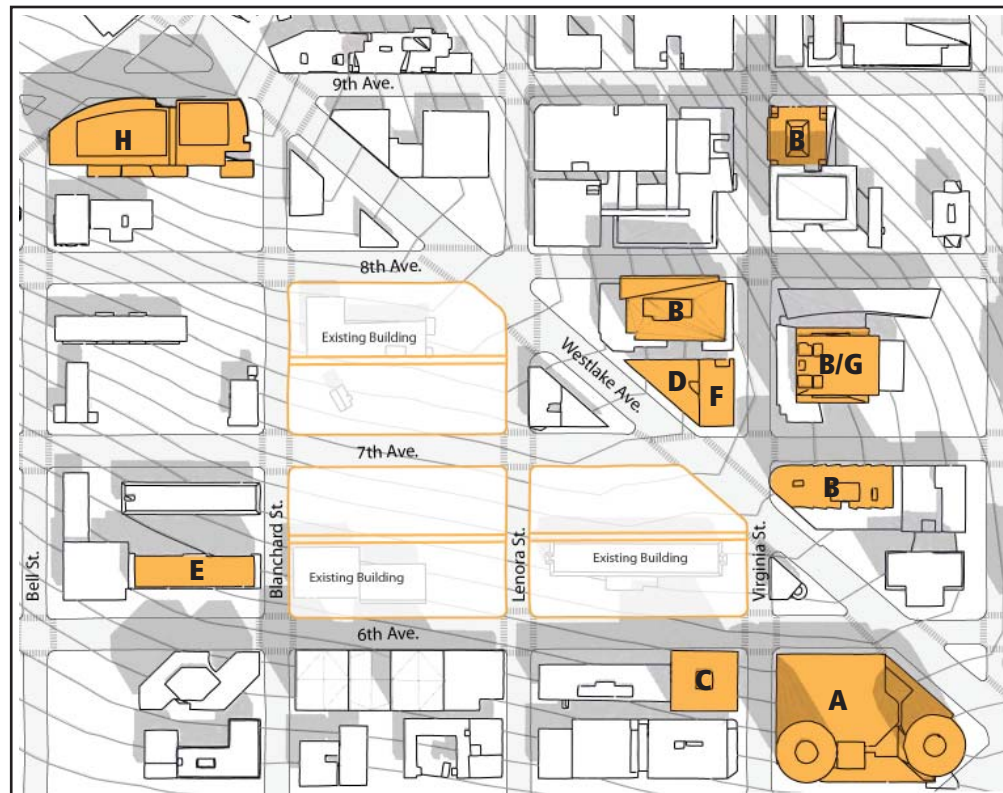 9th Ave.
H
B
8th Ave.
Existing Building
B
Westlake Ave.
B/G
D
F
7th Ave.
B
Bell St.
Blanchard St.
Lenora St.
Virginia St.
E
Existing Building
Existing Building
6th Ave.
C
A